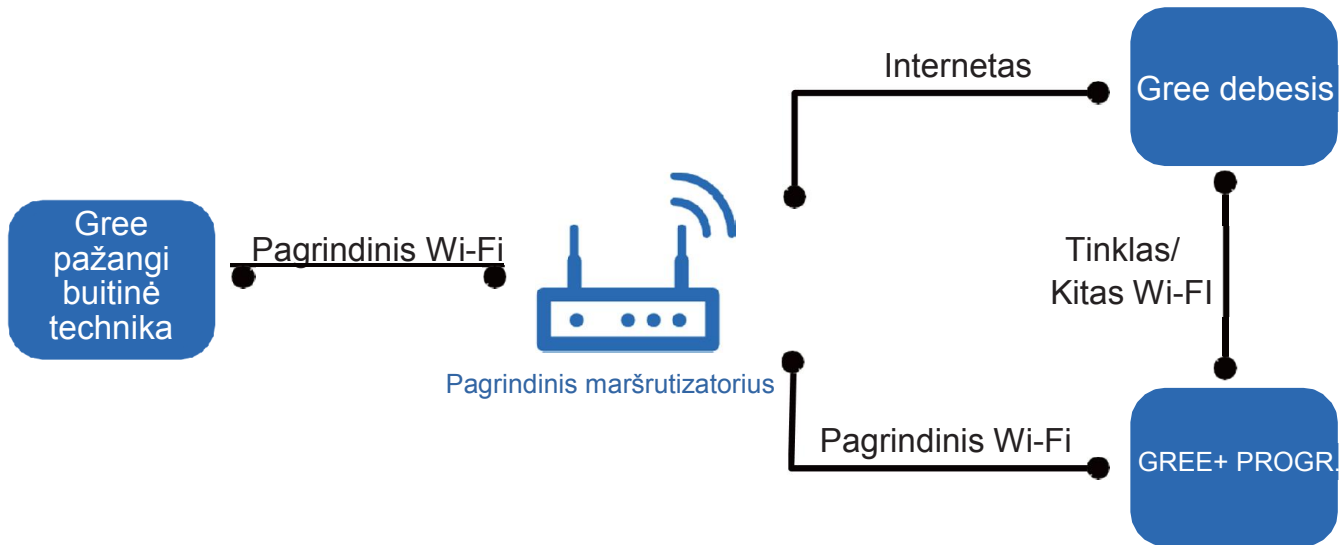 Gree
pažangi
buitinė
technika
Pagrindinis Wi-Fi
Pagrindinis maršrutizatorius
Internetas
Gree debesis
Tinklas/
Kitas Wi-FI
Pagrindinis Wi-Fi
GREE+ PROGR.